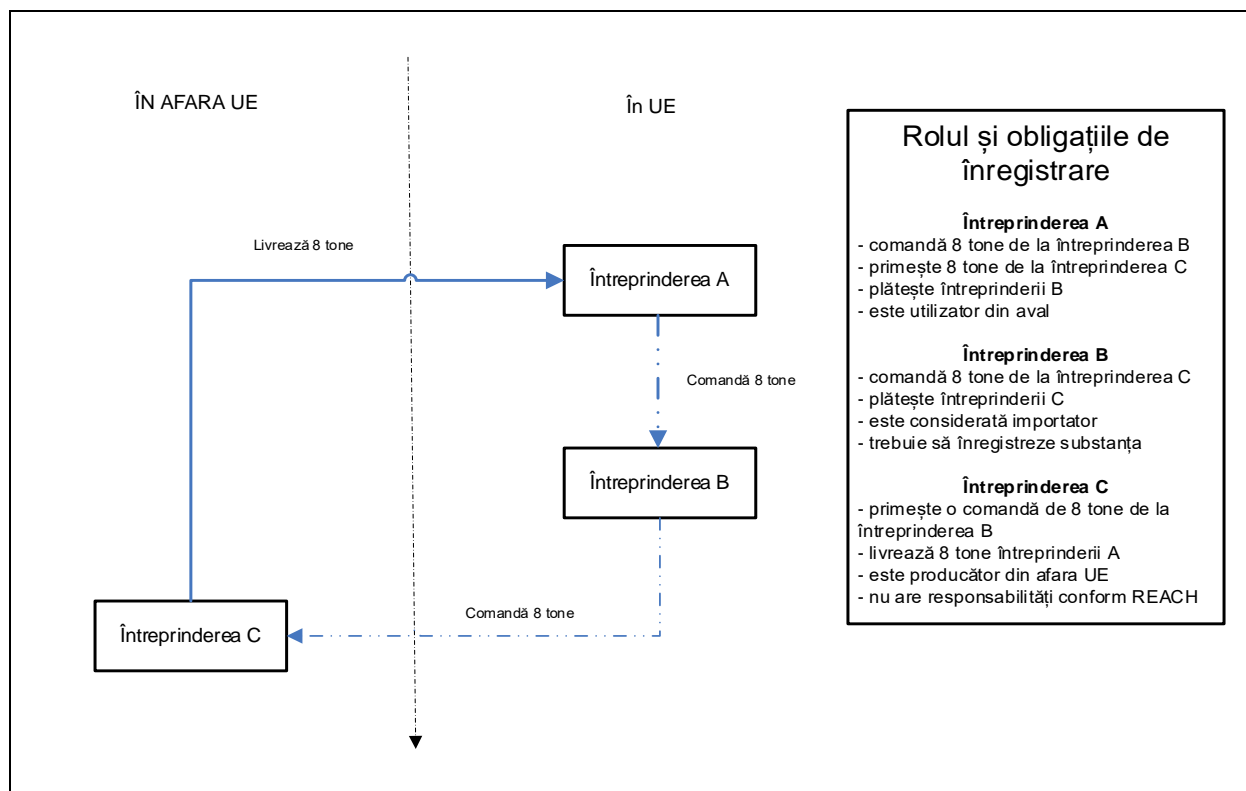 ÎN AFARA UE
În UE
Livrează 8 tone
Întreprinderea A
Comandă 8 tone
Întreprinderea B
Comandă 8 tone
Întreprinderea C
Rolul și obligațiile de
înregistrare
Întreprinderea A
- comandă 8 tone de la întreprinderea B
- primește 8 tone de la întreprinderea C
- plătește întreprinderii B
- este utilizator din aval
Întreprinderea B
- comandă 8 tone de la întreprinderea C
- plătește întreprinderii C
- este considerată importator
- trebuie să înregistreze substanța
Întreprinderea C
- primește o comandă de 8 tone de la
întreprinderea B
- livrează 8 tone întreprinderii A
- este producător din afara UE
- nu are responsabilități conform REACH